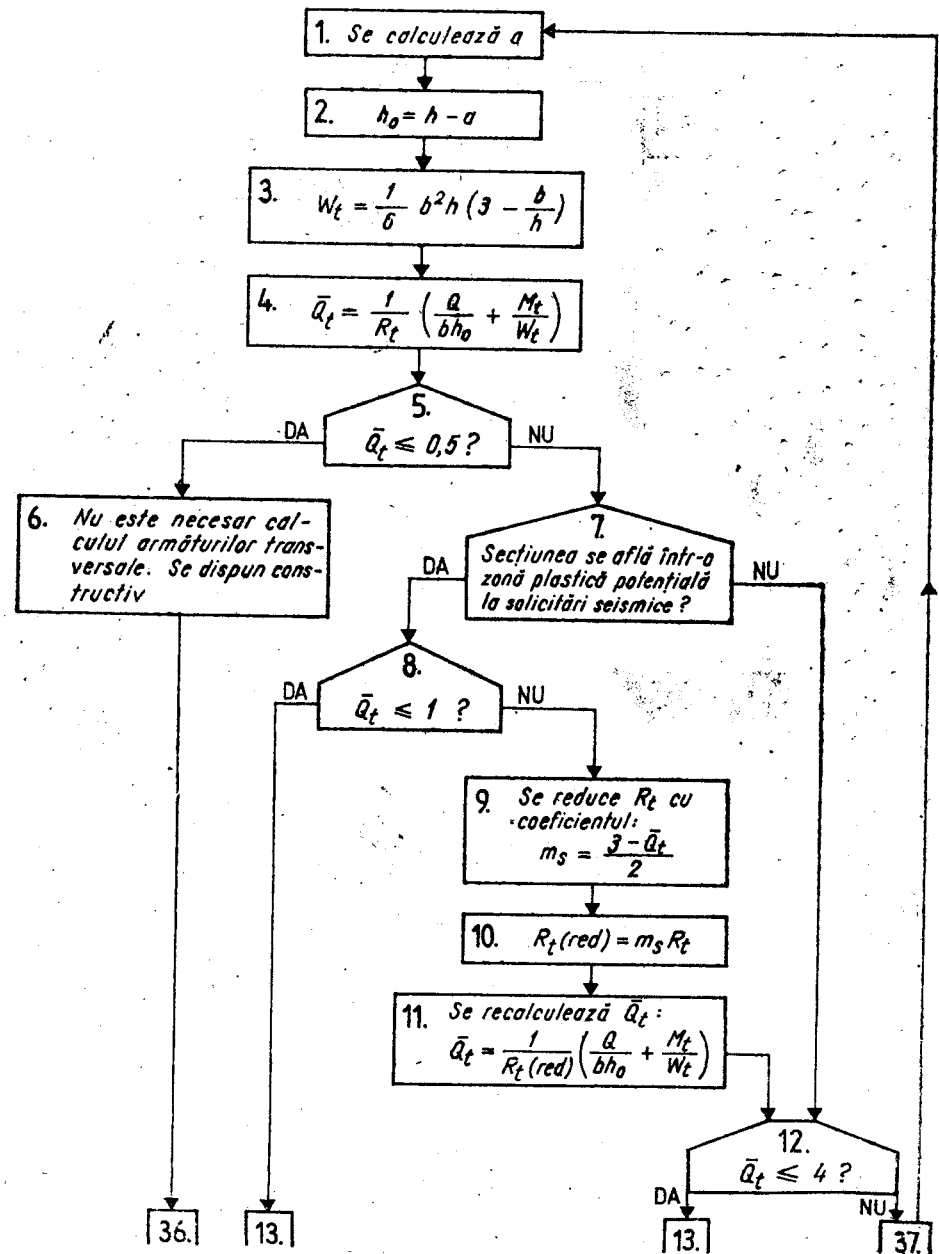 1. Se calculează a
2. h₀ = h − a
3. Wₜ = 1/6 b²h (3 − b/h)
4. Q̄ₜ = 1/Rₜ (Q/bh₀ + Mₜ/Wₜ)
5.
Q̄ₜ ≤ 0,5 ?
DA
NU
6. Nu este necesar cal-
culul armăturilor trans-
versale. Se dispun cons-
tructiv
7.
Secțiunea se află într-o
zonă plastică potențială
la solicitări seismice ?
DA
NU
8.
Q̄ₜ ≤ 1 ?
DA
NU
9. Se reduce Rₜ cu
coeficientul:
mₛ = (3 − Q̄ₜ)/2
10. Rₜ (red) = mₛ Rₜ
11. Se recalculează Q̄ₜ :
Q̄ₜ = 1/Rₜ (red) (Q/bh₀ + Mₜ/Wₜ)
12.
Q̄ₜ ≤ 4 ?
DA
NU
36.
13.
13.
37.